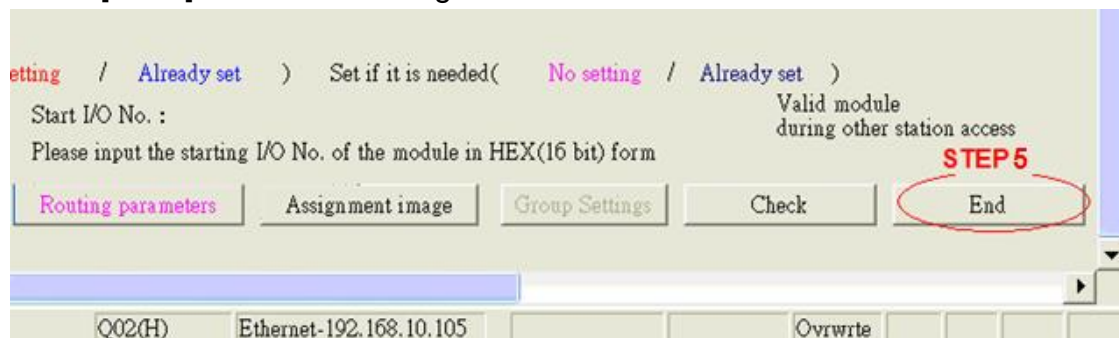 etting / Already set ) Set if it is needed( No setting / Already set )
Start I/O No. :
Valid module
during other station access
Please input the starting I/O No. of the module in HEX(16 bit) form
STEP 5
Routing parameters Assignment image Group Settings Check End
Q02(H) Ethernet-192.168.10.105 Ovrwrte